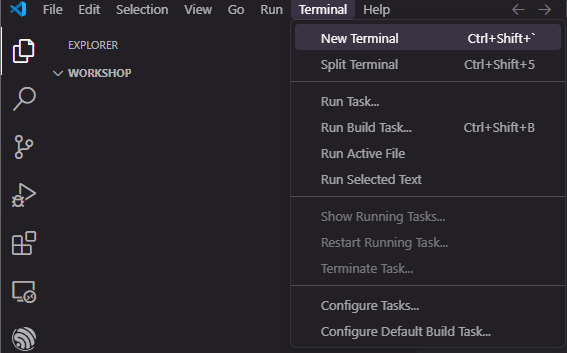 File Edit Selection View Go Run Terminal Help
EXPLORER
WORKSHOP
New Terminal Ctrl+Shift+`
Split Terminal Ctrl+Shift+5
Run Task...
Run Build Task... Ctrl+Shift+B
Run Active File
Run Selected Text
Show Running Tasks...
Restart Running Task...
Terminate Task...
Configure Tasks...
Configure Default Build Task...